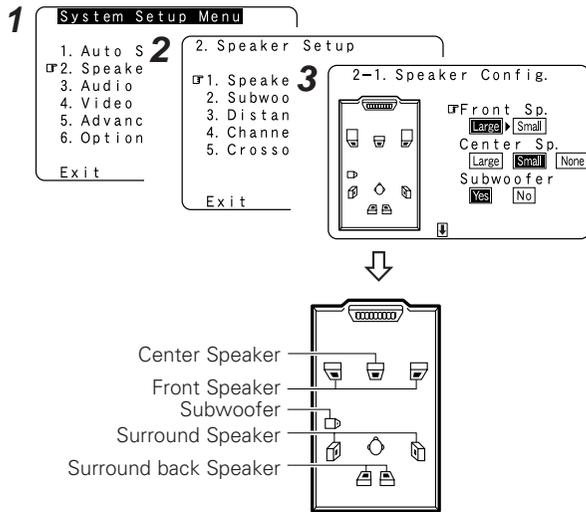 1
System Setup Menu
1. Auto S
2. Speake
3. Audio
4. Video
5. Advanc
6. Option
Exit
2
2. Speaker Setup
1. Speake
2. Subwoo
3. Distan
4. Channe
5. Crosso
Exit
3
2-1. Speaker Config.
Front Sp.
Large Small
Center Sp.
Large Small None
Subwoofer
Yes No
Center Speaker
Front Speaker
Subwoofer
Surround Speaker
Surround back Speaker